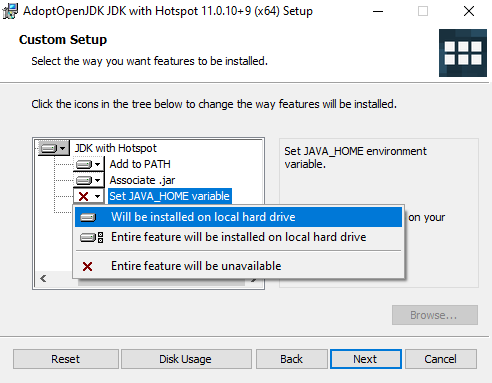 AdoptOpenJDK JDK with Hotspot 11.0.10+9 (x64) Setup
Custom Setup
Select the way you want features to be installed.
Click the icons in the tree below to change the way features will be installed.
JDK with Hotspot
Add to PATH
Associate .jar
Set JAVA_HOME variable
Will be installed on local hard drive
Entire feature will be installed on local hard drive
Entire feature will be unavailable
Set JAVA_HOME environment
variable.
on your
Browse...
Reset
Disk Usage
Back
Next
Cancel